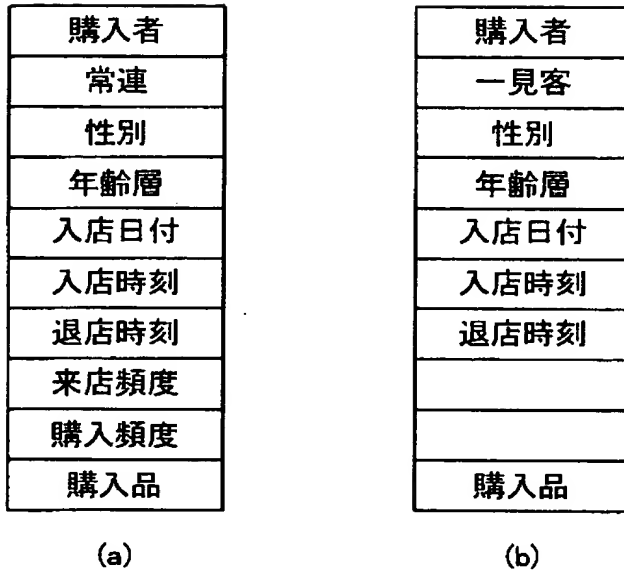 購入者
常連
性別
年齢層
入店日付
入店時刻
退店時刻
来店頻度
購入頻度
購入品
(a)
購入者
一見客
性別
年齢層
入店日付
入店時刻
退店時刻
購入品
(b)